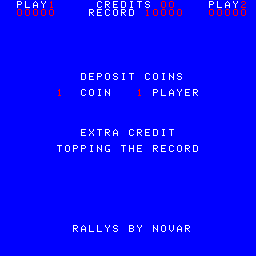 PLAY1 CREDITS 00 PLAY2
00000 RECORD 10000 00000
DEPOSIT COINS
1 COIN 1 PLAYER
EXTRA CREDIT
TOPPING THE RECORD
RALLYS BY NOVAR